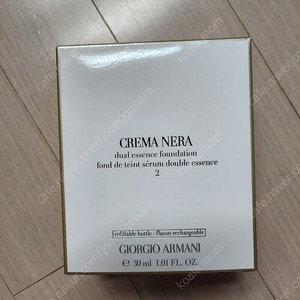 CREMA NERA
dual essence foundation
fond de teint sérum double essence
2
refillable bottle - flacon rechargeable
GIORGIO ARMANI
℮ 30 ml 1.01 FL. OZ.